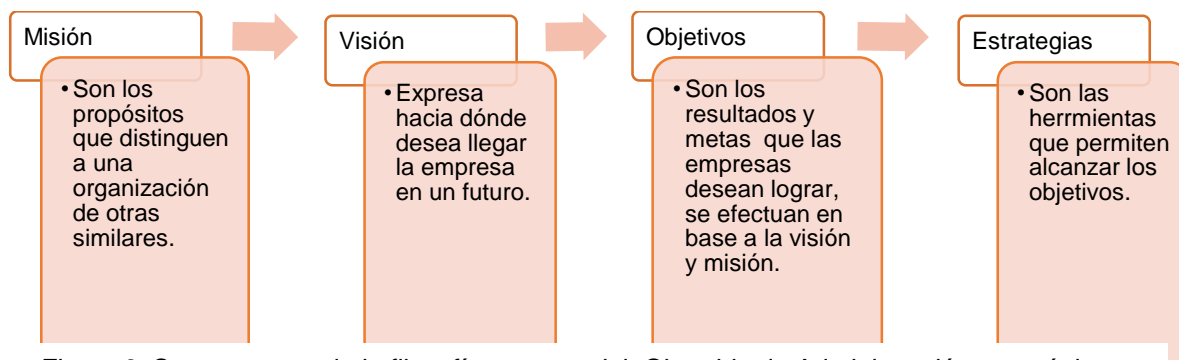 Misión
• Son los
propósitos
que distinguen
a una
organización
de otras
similares.
Visión
• Expresa
hacia dónde
desea llegar
la empresa
en un futuro.
Objetivos
• Son los
resultados y
metas que las
empresas
desean lograr,
se efectuan en
base a la visión
y misión.
Estrategias
• Son las
herrmientas
que permiten
alcanzar los
objetivos.